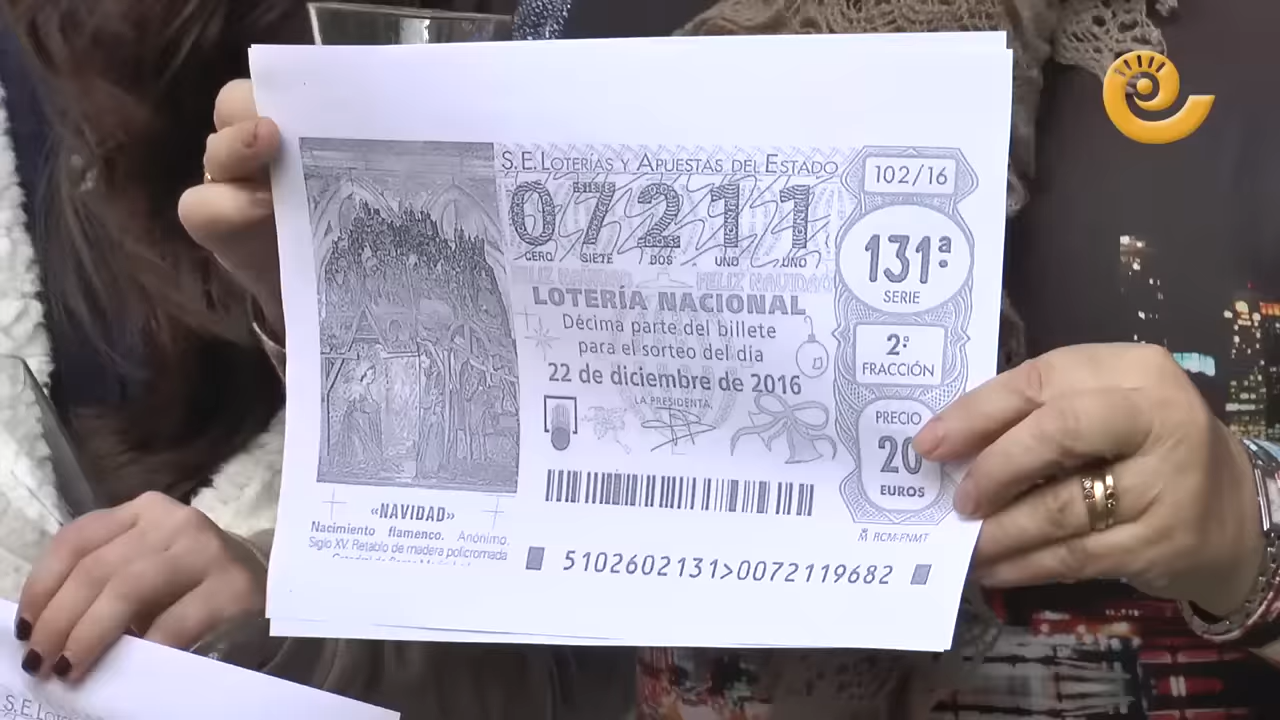 S.E.LOTERÍAS Y APUESTAS DEL ESTADO
07211
CERO SIETE DOS UNO UNO
FELIZ NAVIDAD FELIZ NAVIDAD
LOTERÍA NACIONAL
Décima parte del billete
para el sorteo del día
22 de diciembre de 2016
LA PRESIDENTA,
102/16
131ª
SERIE
2ª
FRACCIÓN
PRECIO
20
EUROS
RCM-FNMT
«NAVIDAD»
Nacimiento flamenco. Anónimo.
Siglo XV. Retablo de madera policromada
5102602131>0072119682
S.E.